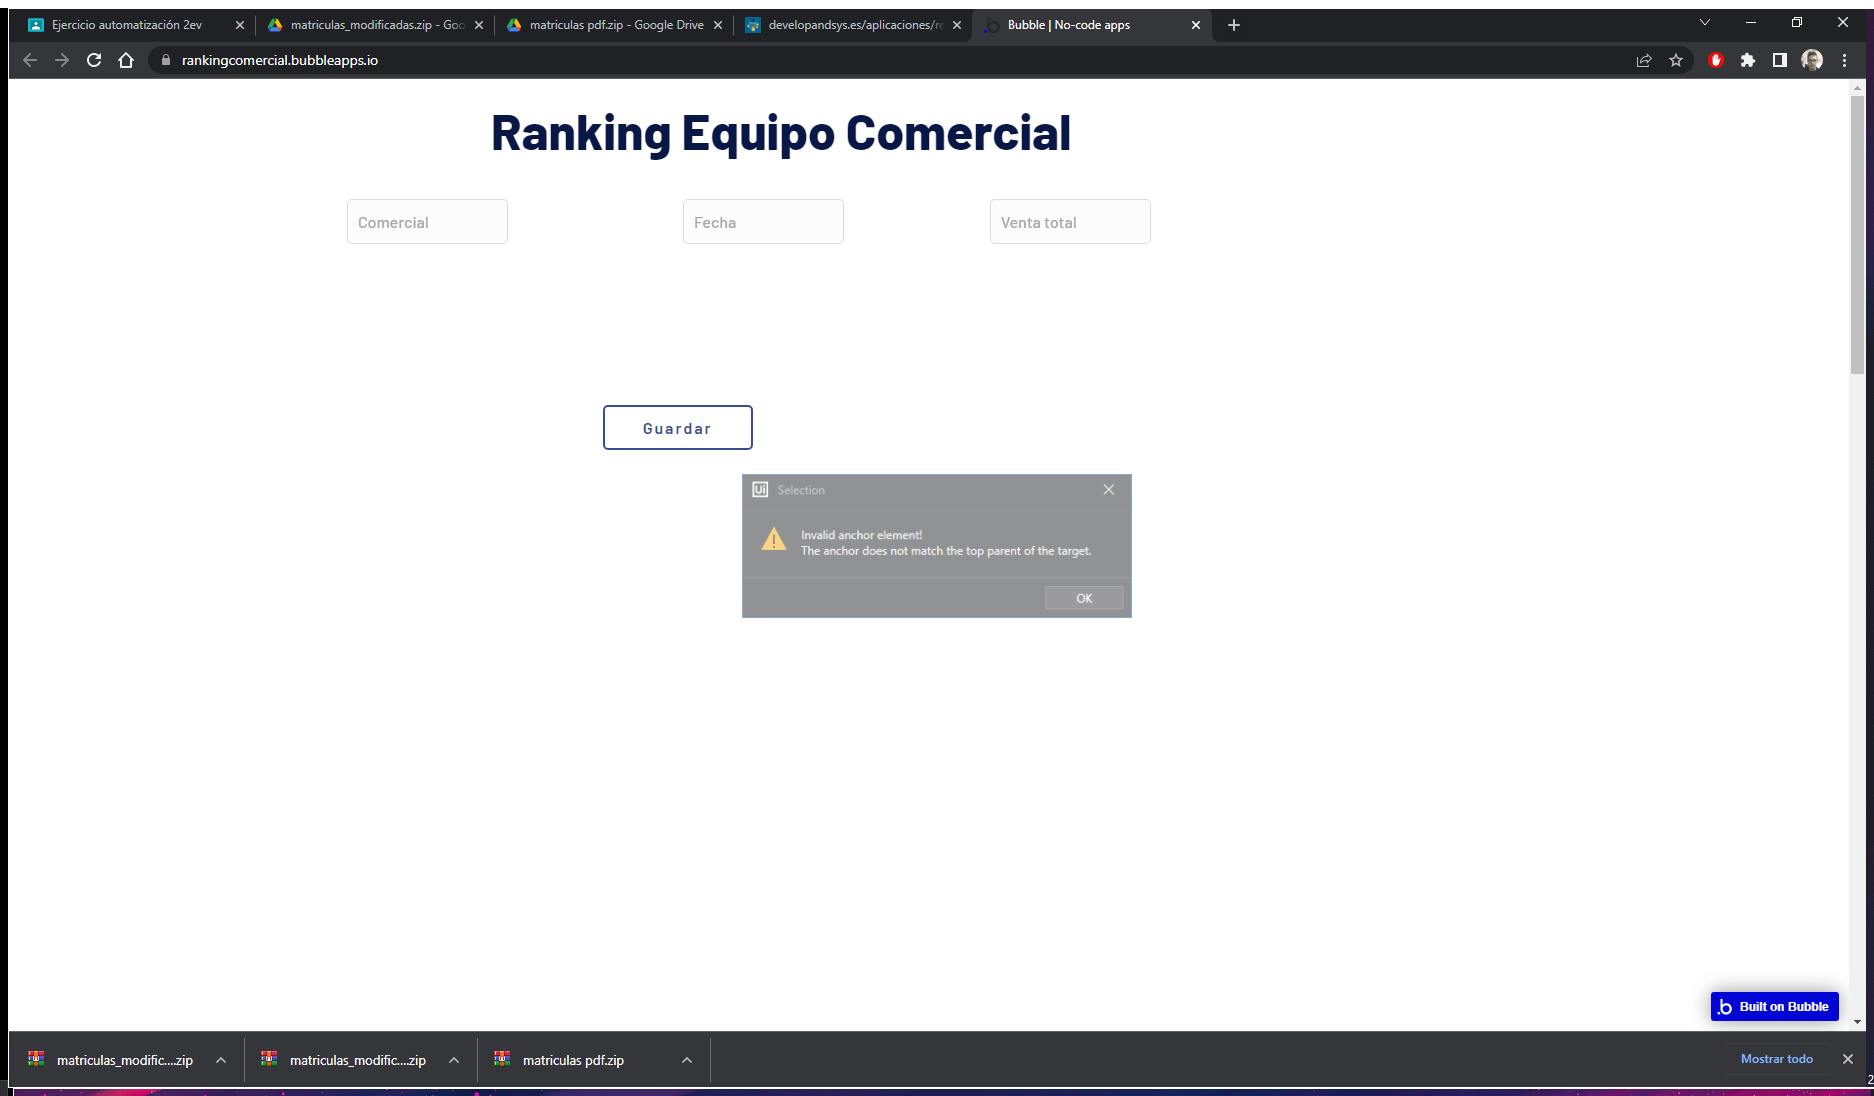 Ejercicio automatización 2ev
matriculas_modificadas.zip - Goo
matriculas pdf.zip - Google Drive
developandsys.es/aplicaciones/re
Bubble | No-code apps
rankingcomercial.bubbleapps.io
Ranking Equipo Comercial
Comercial
Fecha
Venta total
Guardar
Ui Selection
Invalid anchor element!
The anchor does not match the top parent of the target.
OK
.b Built on Bubble
matriculas_modific....zip
matriculas_modific....zip
matriculas pdf.zip
Mostrar todo
2